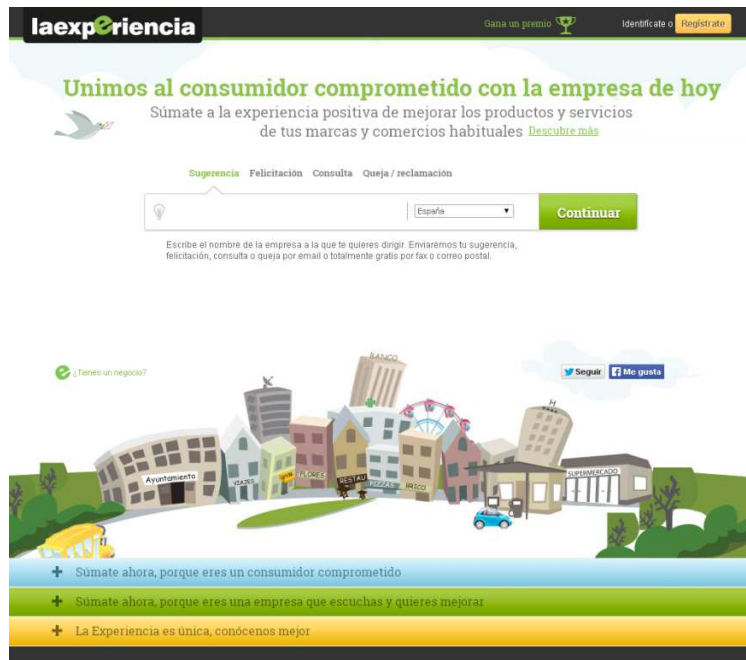 laexperiencia
Gana un premio
Identifícate o Regístrate
Unimos al consumidor comprometido con la empresa de hoy
Súmate a la experiencia positiva de mejorar los productos y servicios
de tus marcas y comercios habituales Descubre más
Sugerencia Felicitación Consulta Queja / reclamación
España
Continuar
Escribe el nombre de la empresa a la que te quieres dirigir. Enviaremos tu sugerencia,
felicitación, consulta o queja por email o totalmente gratis por fax o correo postal.
BANCO
¿Tienes un negocio?
Seguir
Me gusta
H
Ayuntamiento
VIAJES
FLORES
RESTAU
PIZZAS
BRICO
SUPERMERCADO
Súmate ahora, porque eres un consumidor comprometido
Súmate ahora, porque eres una empresa que escuchas y quieres mejorar
La Experiencia es única, conócenos mejor